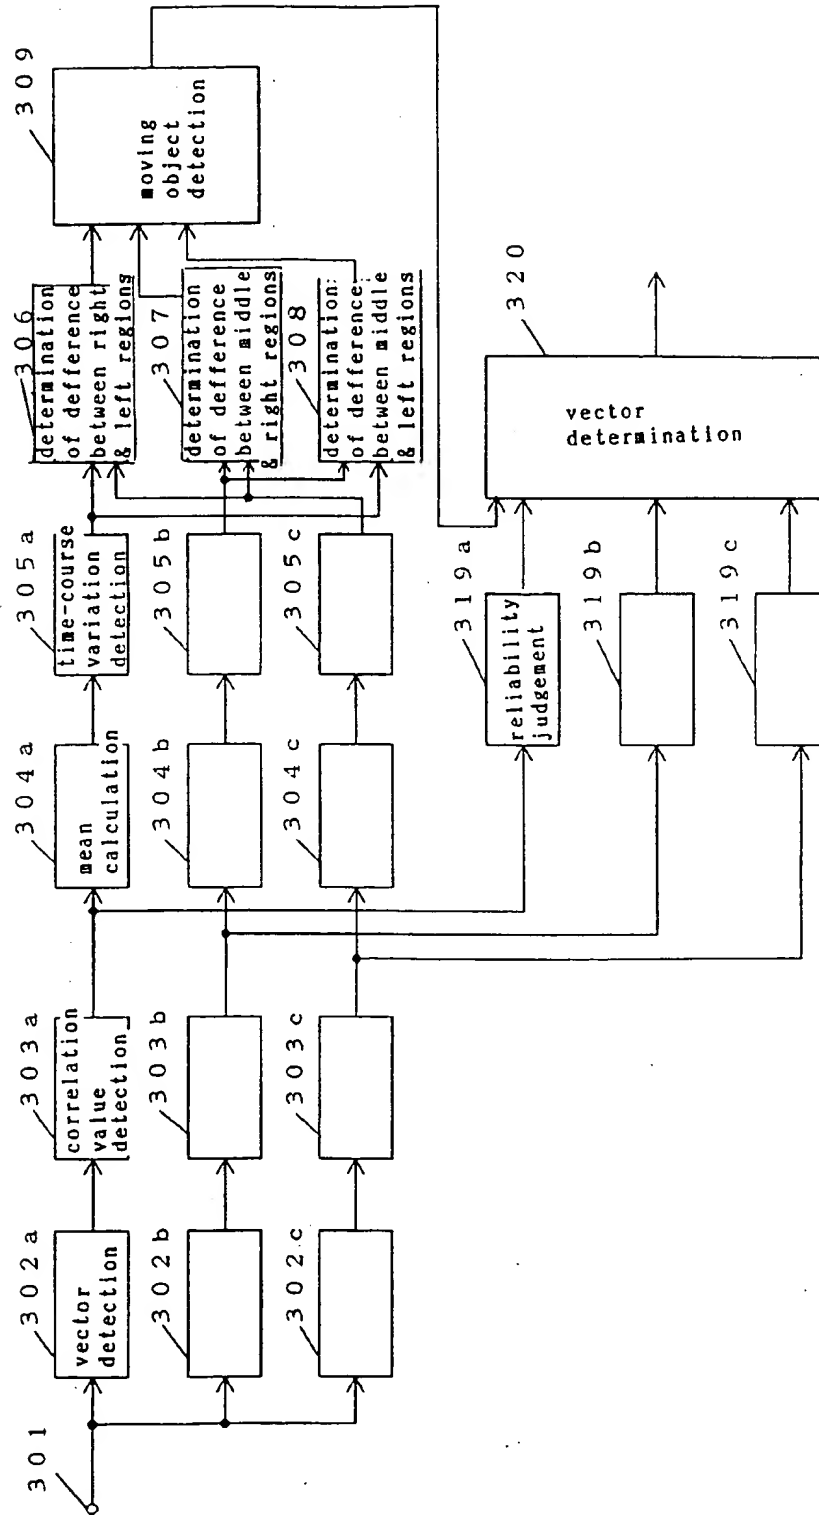 301
302a
vector
detection
302b
302c
303a
correlation
value
detection
303b
303c
304a
mean
calculation
304b
304c
305a
time-course
variation
detection
305b
305c
306
determination
of defference
between right
& left regions
307
determination
of defference
between middle
& right regions
308
determination
of defference
between middle
& left regions
309
moving
object
detection
319a
reliability
judgement
319b
319c
320
vector
determination